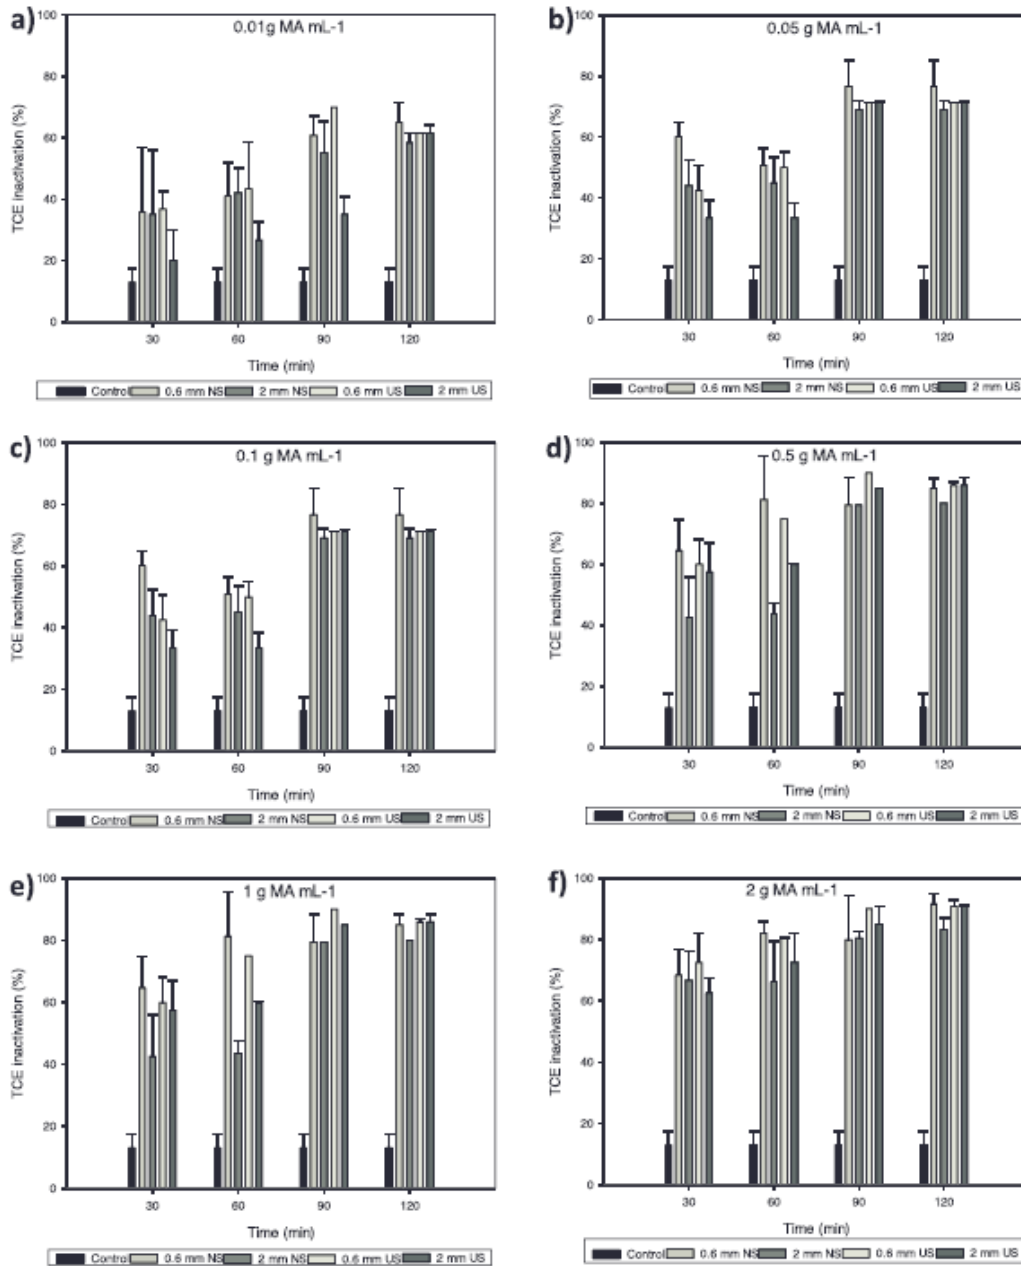 a)
0.01g MA mL-1
TCE inactivation (%)
100
80
60
40
20
0
30 60 90 120
Time (min)
Control 0.6 mm NS 2 mm NS 0.6 mm US 2 mm US
b)
0.05 g MA mL-1
TCE inactivation (%)
100
80
60
40
20
0
30 60 90 120
Time (min)
Control 0.6 mm NS 2 mm NS 0.6 mm US 2 mm US
c)
0.1 g MA mL-1
TCE inactivation (%)
100
80
60
40
20
0
30 60 90 120
Time (min)
Control 0.6 mm NS 2 mm NS 0.6 mm US 2 mm US
d)
0.5 g MA mL-1
TCE inactivation (%)
100
80
60
40
20
0
30 60 90 120
Time (min)
Control 0.6 mm NS 2 mm NS 0.6 mm US 2 mm US
e)
1 g MA mL-1
TCE inactivation (%)
100
80
60
40
20
0
30 60 90 120
Time (min)
Control 0.6 mm NS 2 mm NS 0.6 mm US 2 mm US
f)
2 g MA mL-1
TCE inactivation (%)
100
80
60
40
20
0
30 60 90 120
Time (min)
Control 0.6 mm NS 2 mm NS 0.6 mm US 2 mm US